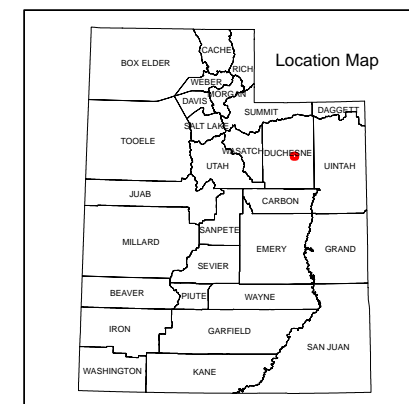 Location Map
BOX ELDER
CACHE
RICH
WEBER
MORGAN
DAVIS
SUMMIT
DAGGETT
SALT LAKE
TOOELE
WASATCH
DUCHESNE
UTAH
UINTAH
JUAB
CARBON
SANPETE
MILLARD
EMERY
GRAND
SEVIER
BEAVER
PIUTE
WAYNE
IRON
GARFIELD
SAN JUAN
WASHINGTON
KANE